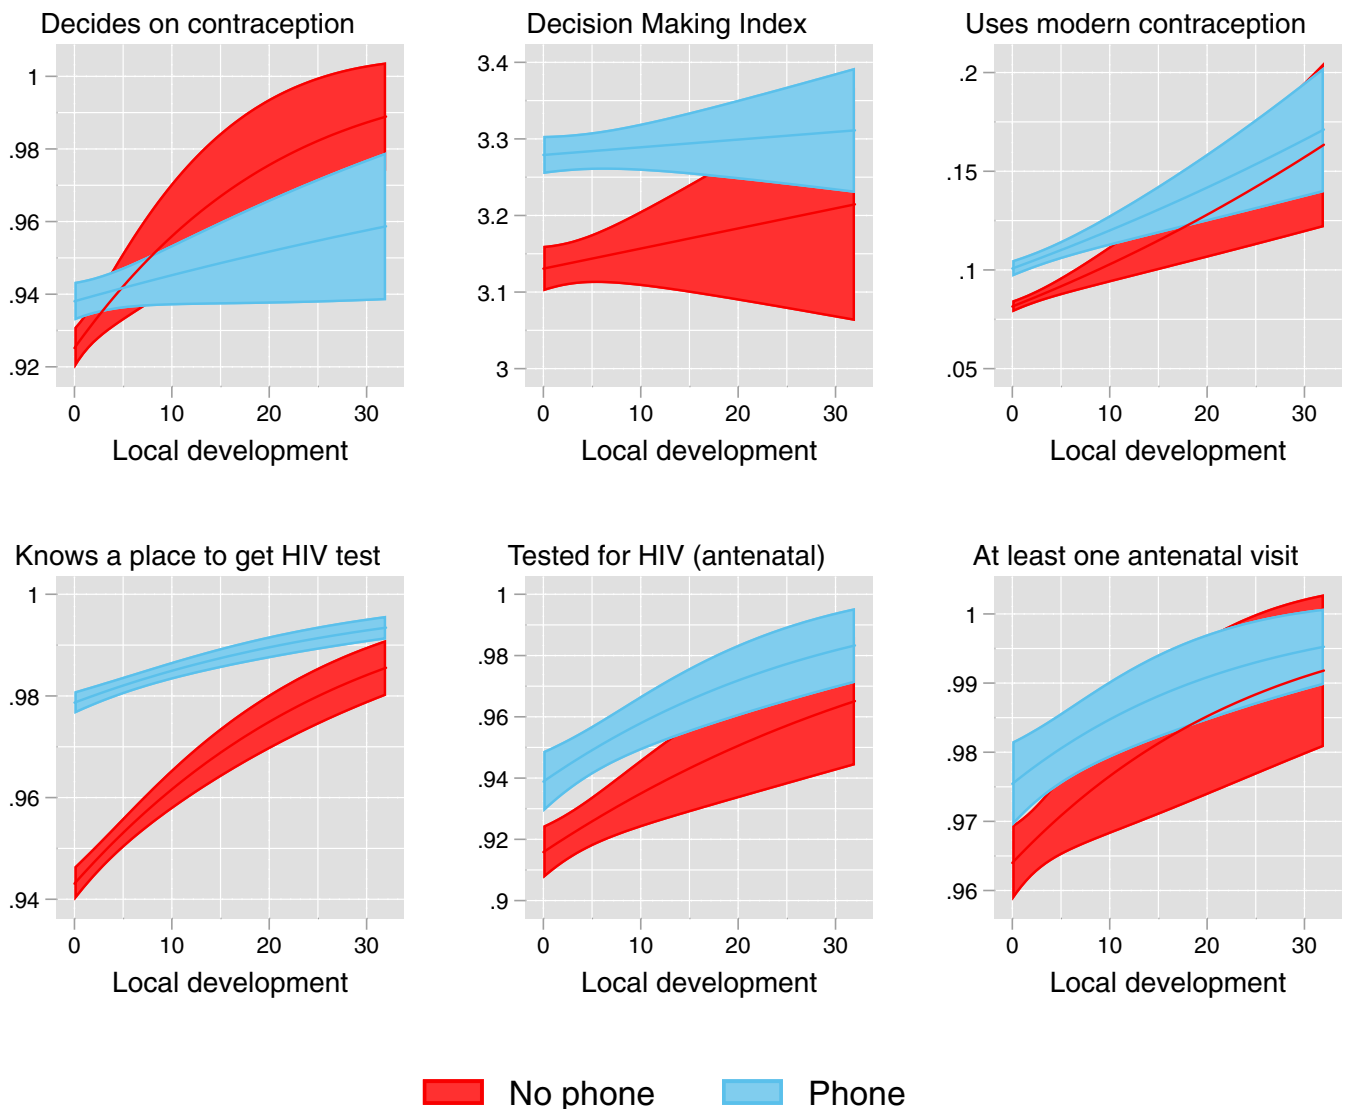 Decides on contraception
1
.98
.96
.94
.92
0 10 20 30
Local development
Decision Making Index
3.4
3.3
3.2
3.1
3
0 10 20 30
Local development
Uses modern contraception
.2
.15
.1
.05
0 10 20 30
Local development
Knows a place to get HIV test
1
.98
.96
.94
0 10 20 30
Local development
Tested for HIV (antenatal)
1
.98
.96
.94
.92
.9
0 10 20 30
Local development
At least one antenatal visit
1
.99
.98
.97
.96
0 10 20 30
Local development
No phone Phone